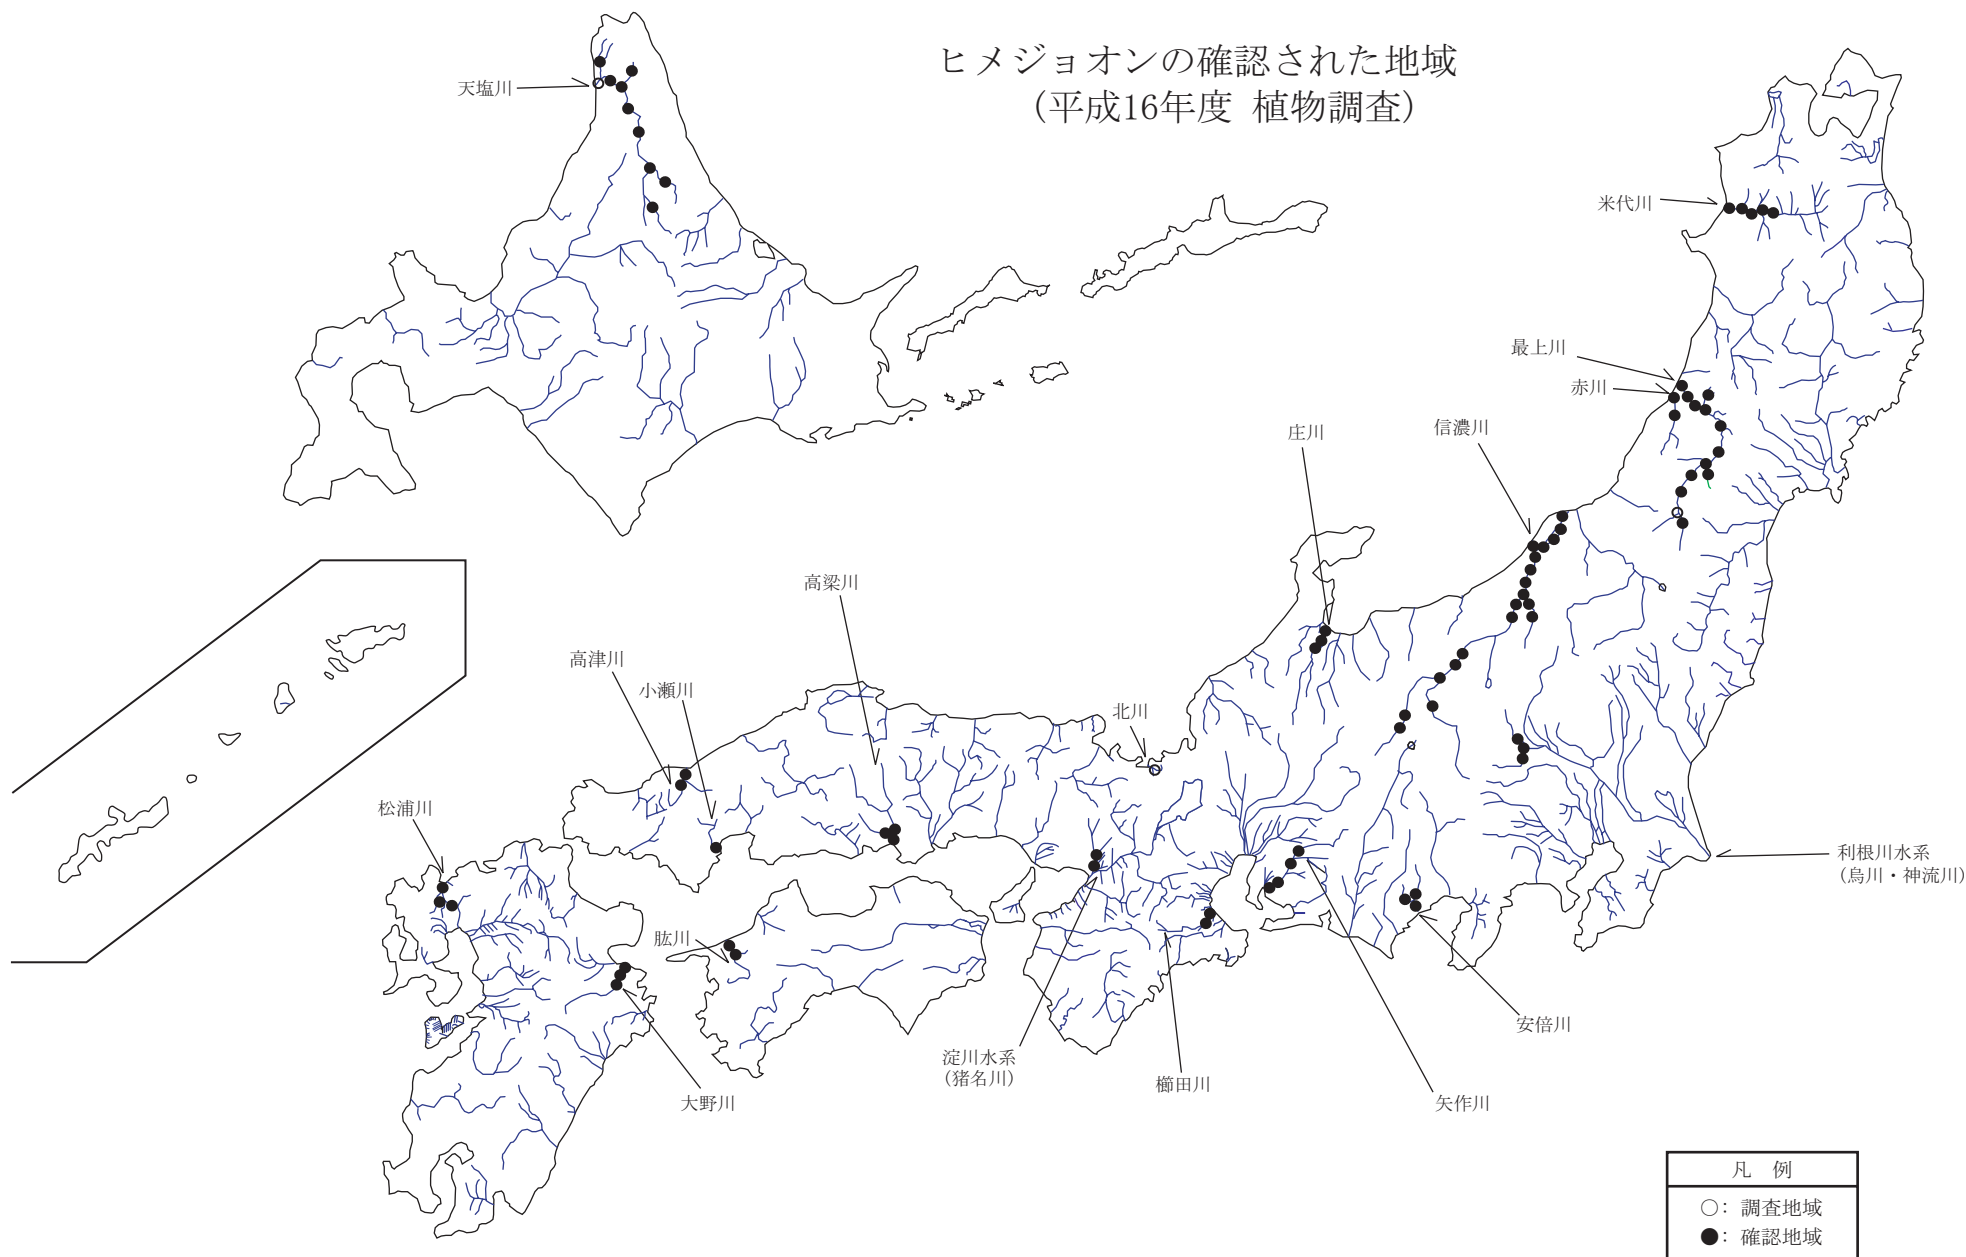 ヒメジョオンの確認された地域
(平成16年度 植物調査)
天塩川
米代川
最上川
赤川
信濃川
庄川
高梁川
高津川
小瀬川
北川
松浦川
利根川水系
(烏川・神流川)
肱川
安倍川
淀川水系
(猪名川)
櫛田川
矢作川
大野川
凡 例
○: 調査地域
●: 確認地域